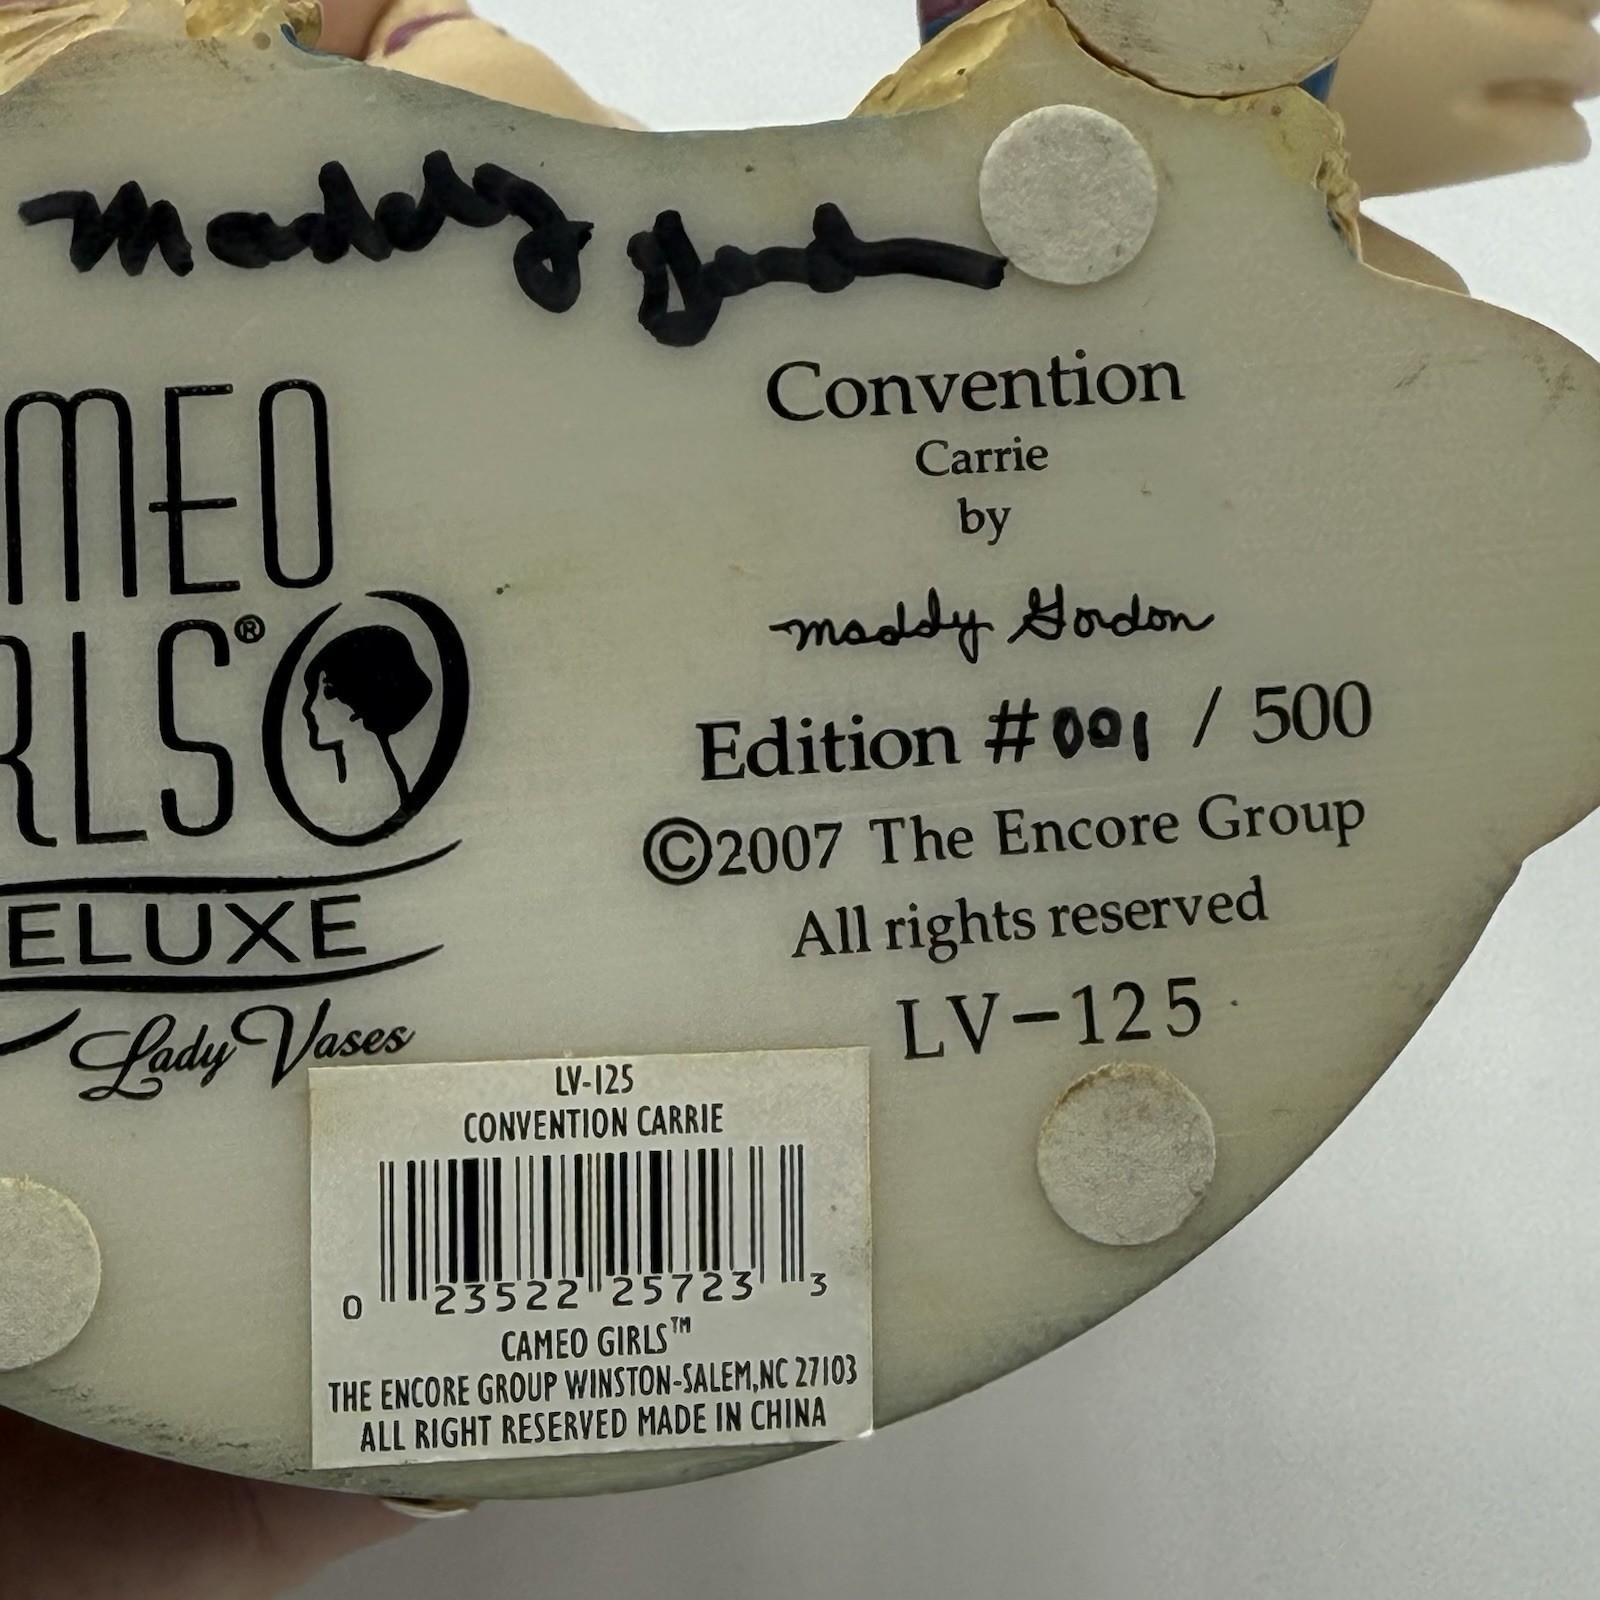 Maddy Gordon
MEO
RLS®
ELUXE
Lady Vases
Convention
Carrie
by
Maddy Gordon
Edition #001 / 500
©2007 The Encore Group
All rights reserved
LV-125
LV-125
CONVENTION CARRIE
0 23522 25723 3
CAMEO GIRLS™
THE ENCORE GROUP WINSTON-SALEM,NC 27103
ALL RIGHT RESERVED MADE IN CHINA